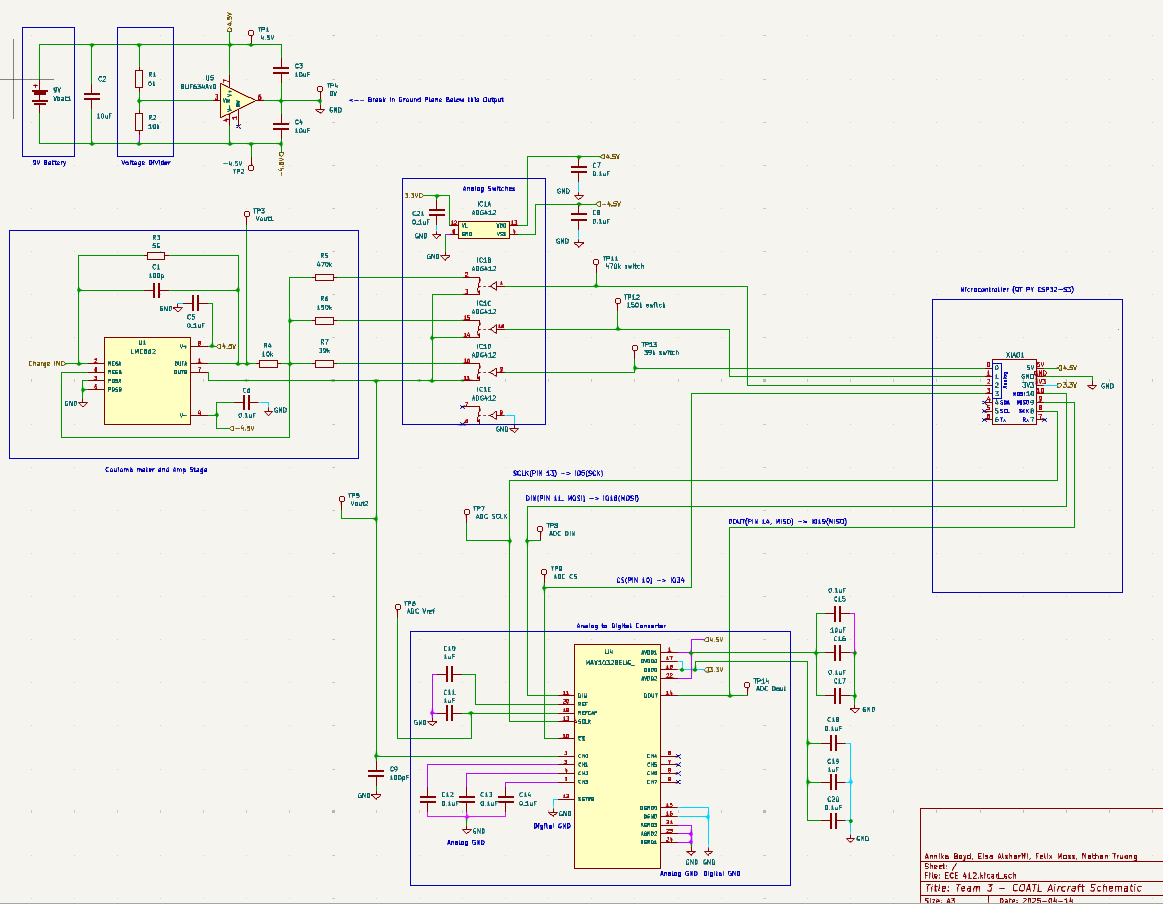 4.5V
TP1
4.5V
9V
Vbat1
C2
10uF
R1
R2
10k
U5
BUF634AxD
C3
10uF
C4
10uF
TP4
0V
GND
<-- Break in Ground Plane Below this Output
9V Battery
Voltage Divider
-4.5V
TP2
-4.5V
TP3
Vout1
R3
5G
C1
100p
GND
C5
0.1uF
U1
LMC662
4.5V
Charge IN
GND
R4
10k
C6
0.1uF
GND
-4.5V
R5
470k
R6
150k
R7
39k
Coulomb meter and Amp Stage
Analog Switches
3.3V
IC1A
ADG412
C21
0.1uF
GND
GND
4.5V
C7
0.1uF
GND
-4.5V
C8
0.1uF
GND
IC1B
ADG412
IC1C
ADG412
IC1D
ADG412
IC1E
ADG412
GND
TP11
470k switch
TP12
150k switch
TP13
39k switch
Microcontroller (QT PY ESP32-S3)
XIAO1
4.5V
3.3V
GND
SCLK(PIN 13) -> IO5(SCK)
DIN(PIN 11, MOSI) -> IO18(MOSI)
DOUT(PIN 14, MISO) -> IO19(MISO)
CS(PIN 10) -> IO34
TP5
Vout2
TP7
ADC SCLK
TP8
ADC DIN
TP9
ADC CS
TP6
ADC Vref
Analog to Digital Converter
C10
1uF
C11
1uF
GND
U4
4.5V
3.3V
TP14
ADC Dout
DIN
REF
REFCAP
SCLK
CS
CH0
CH1
CH2
CH3
AVDD1
AVDD2
DOUT
CH4
CH5
CH6
CH7
C9
100pF
GND
C12
0.1uF
C13
0.1uF
C14
0.1uF
GND
Analog GND
GND
Digital GND
GND
GND
Analog GND
Digital GND
0.1uF
C15
10uF
C16
0.1uF
C17
GND
C18
0.1uF
C19
1uF
C20
0.1uF
GND
Annika Boyd, Elsa Alsharifi, Felix Moss, Nathan Truong
Sheet: /
File: ECE 412.kicad_sch
Title: Team 3 - COATL Aircraft Schematic
Size: A3
Date: 2025-04-14